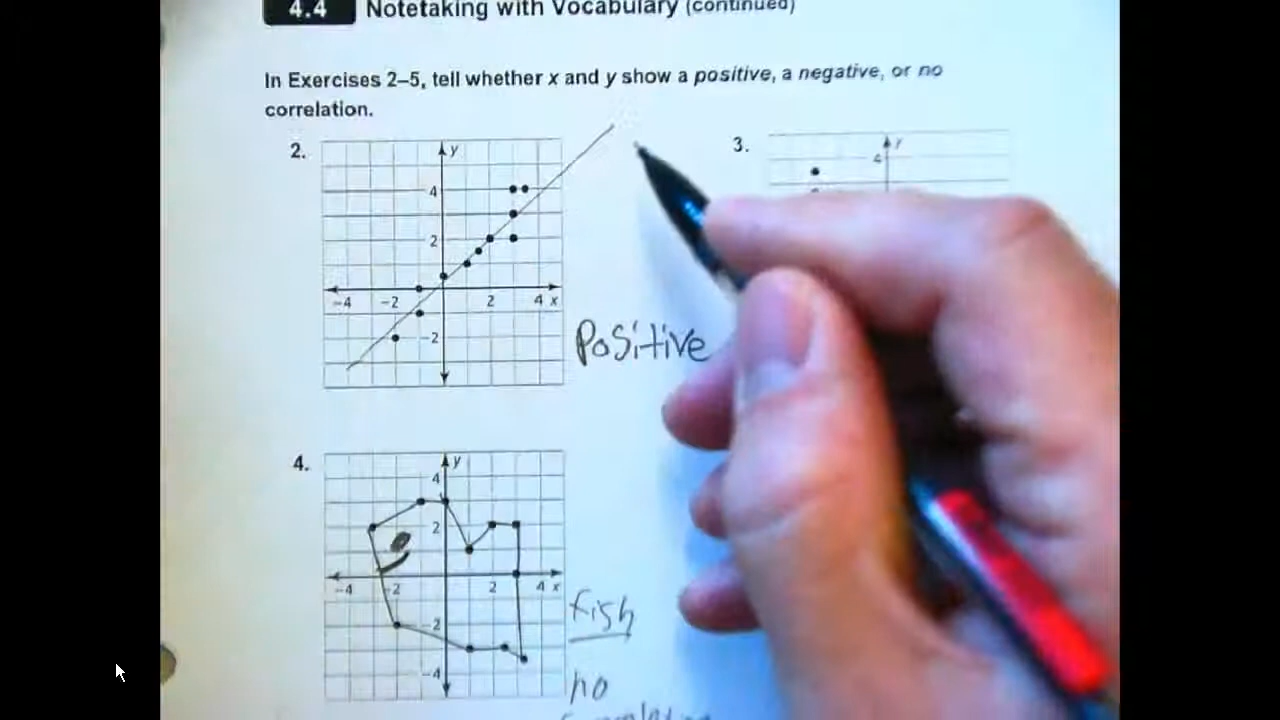 4.4 Notetaking with Vocabulary (continued)
In Exercises 2–5, tell whether x and y show a positive, a negative, or no
correlation.
2.
y
4
2
-4 -2 2 4 x
-2
Positive
3.
y
4
4.
y
4
2
-4 -2 2 4 x
-2
-4
fish
no